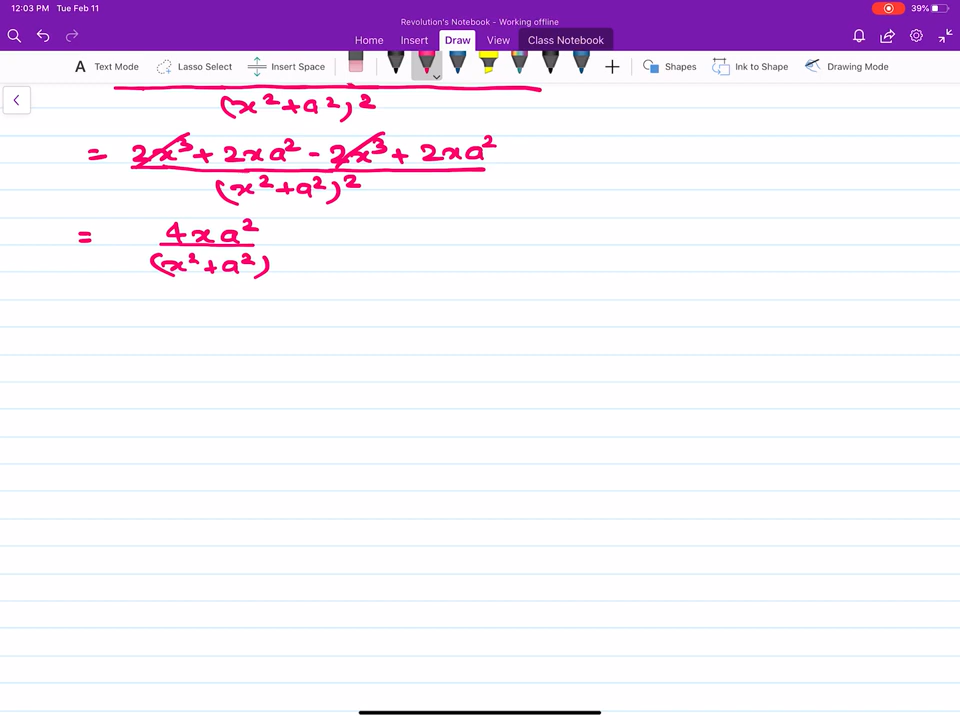 12:03 PM Tue Feb 11
39%
Revolution's Notebook - Working offline
Home Insert Draw View Class Notebook
Text Mode Lasso Select Insert Space Shapes Ink to Shape Drawing Mode
(x²+a²)²
= 2x³ + 2xa² - 2x³ + 2xa²
(x²+a²)²
= 4xa²
(x²+a²)